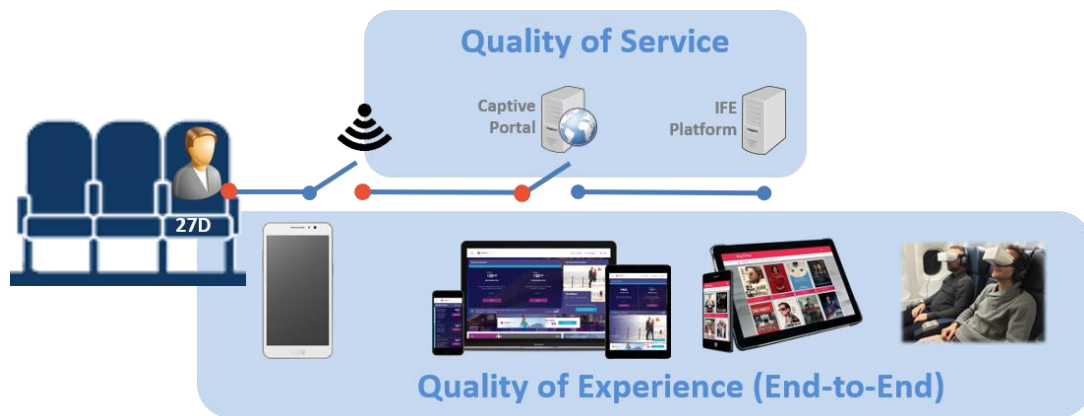 Quality of Service
Captive
Portal
IFE
Platform
27D
Quality of Experience (End-to-End)